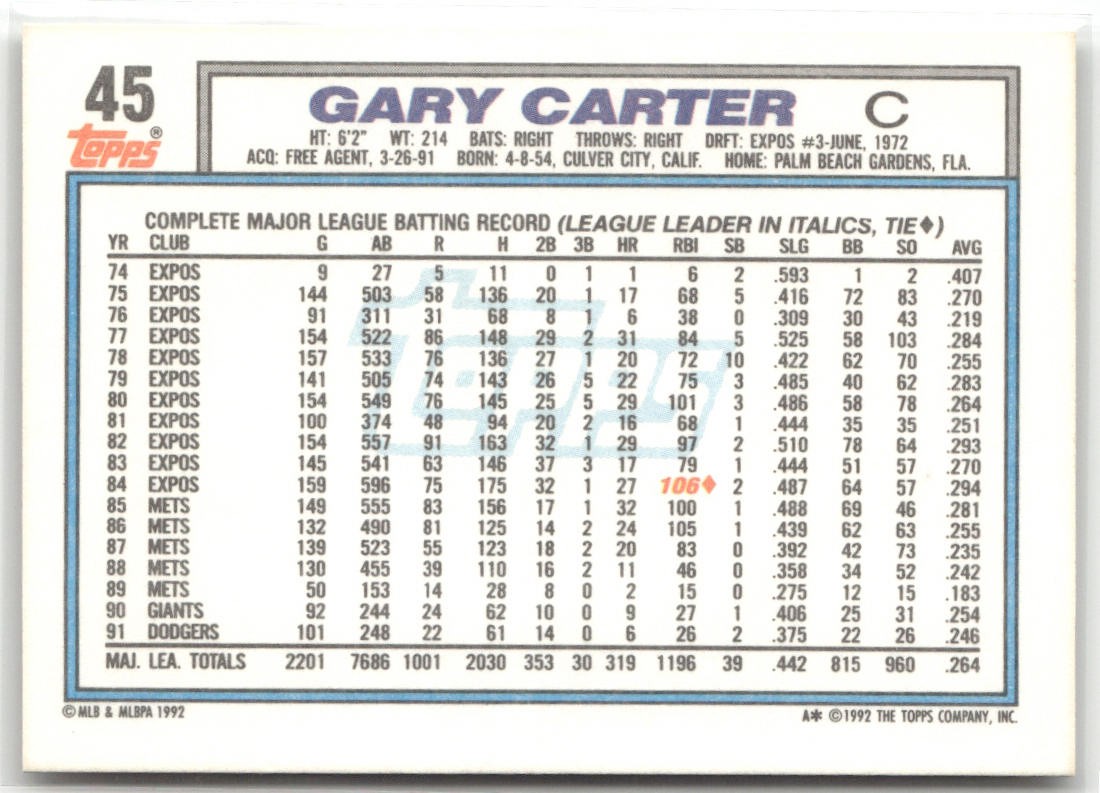 45
GARY CARTER C
Topps®
HT: 6'2" WT: 214 BATS: RIGHT THROWS: RIGHT DRFT: EXPOS #3-JUNE, 1972
ACQ: FREE AGENT, 3-26-91 BORN: 4-8-54, CULVER CITY, CALIF. HOME: PALM BEACH GARDENS, FLA.
COMPLETE MAJOR LEAGUE BATTING RECORD (LEAGUE LEADER IN ITALICS, TIE♦)
YR CLUB G AB R H 2B 3B HR RBI SB SLG BB SO AVG
74 EXPOS 9 27 5 11 0 1 1 6 2 .593 1 2 .407
75 EXPOS 144 503 58 136 20 1 17 68 5 .416 72 83 .270
76 EXPOS 91 311 31 68 8 1 6 38 0 .309 30 43 .219
77 EXPOS 154 522 86 148 29 2 31 84 5 .525 58 103 .284
78 EXPOS 157 533 76 136 27 1 20 72 10 .422 62 70 .255
79 EXPOS 141 505 74 143 26 5 22 75 3 .485 40 62 .283
80 EXPOS 154 549 76 145 25 5 29 101 3 .486 58 78 .264
81 EXPOS 100 374 48 94 20 2 16 68 1 .444 35 35 .251
82 EXPOS 154 557 91 163 32 1 29 97 2 .510 78 64 .293
83 EXPOS 145 541 63 146 37 3 17 79 1 .444 51 57 .270
84 EXPOS 159 596 75 175 32 1 27 106♦ 2 .487 64 57 .294
85 METS 149 555 83 156 17 1 32 100 1 .488 69 46 .281
86 METS 132 490 81 125 14 2 24 105 1 .439 62 63 .255
87 METS 139 523 55 123 18 2 20 83 0 .392 42 73 .235
88 METS 130 455 39 110 16 2 11 46 0 .358 34 52 .242
89 METS 50 153 14 28 8 0 2 15 0 .275 12 15 .183
90 GIANTS 92 244 24 62 10 0 9 27 1 .406 25 31 .254
91 DODGERS 101 248 22 61 14 0 6 26 2 .375 22 26 .246
MAJ. LEA. TOTALS 2201 7686 1001 2030 353 30 319 1196 39 .442 815 960 .264
Topps
©MLB & MLBPA 1992
A* ©1992 THE TOPPS COMPANY, INC.